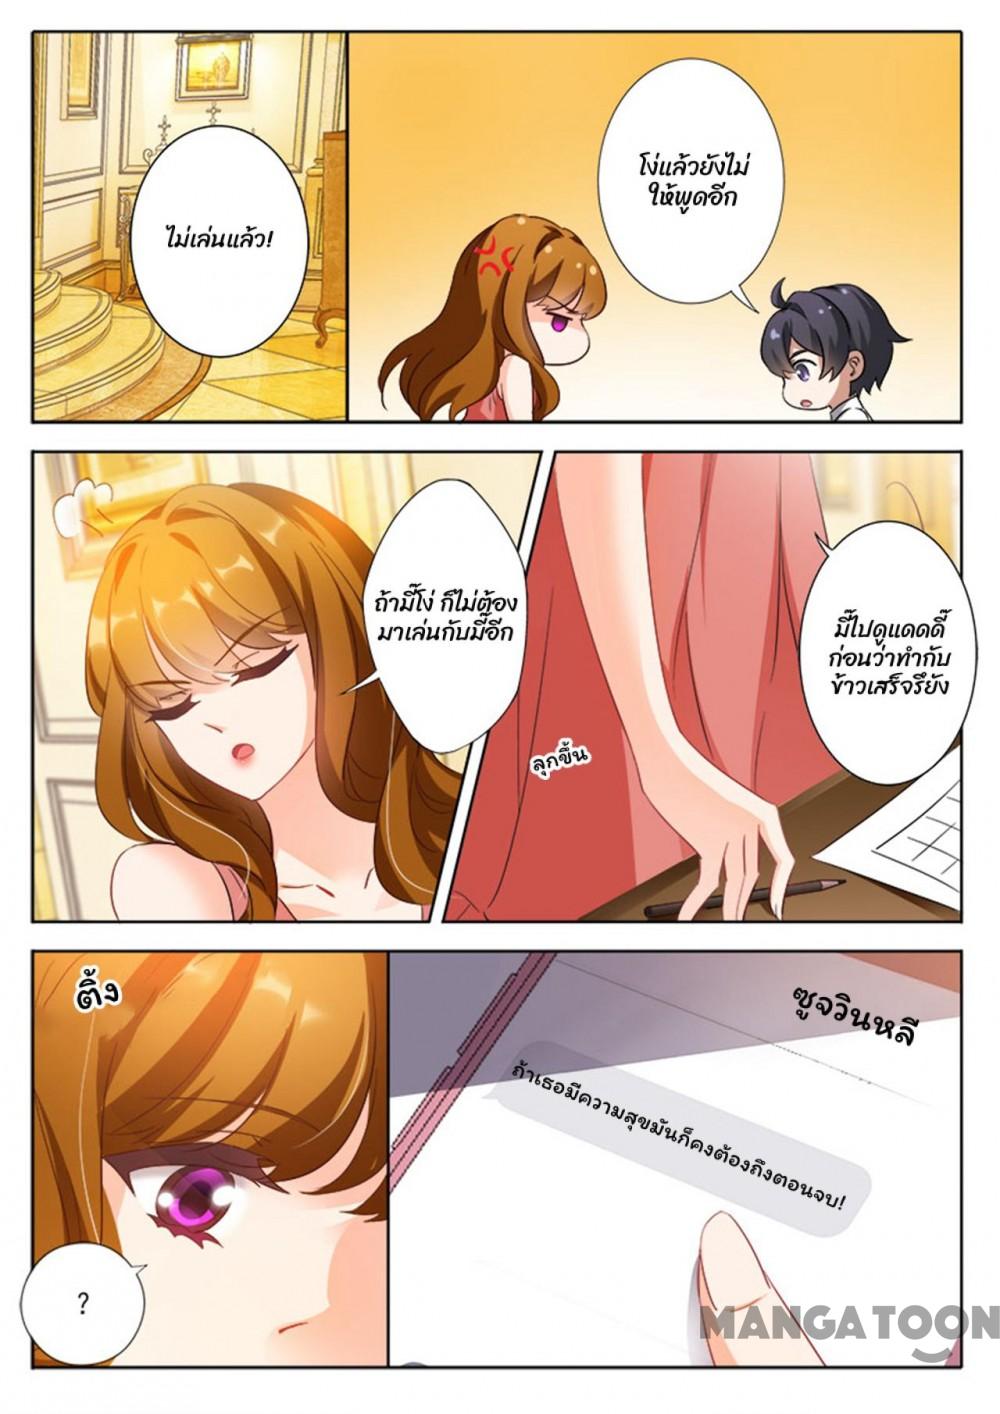 ไม่เล่นแล้ว!
โง่แล้วยังไม่
ให้พูดอีก
ถ้ามี๊โง่ ก็ไม่ต้อง
มาเล่นกับมี๊อีก
มี๊ไปดูแดดดี๊
ก่อนว่าทำกับ
ข้าวเสร็จรึยัง
ลุกขึ้น
ติ้ง
?
ซูจวินหลี
ถ้าเธอมีความสุขมันก็คงต้องถึงตอนจบ!
MANGATOON